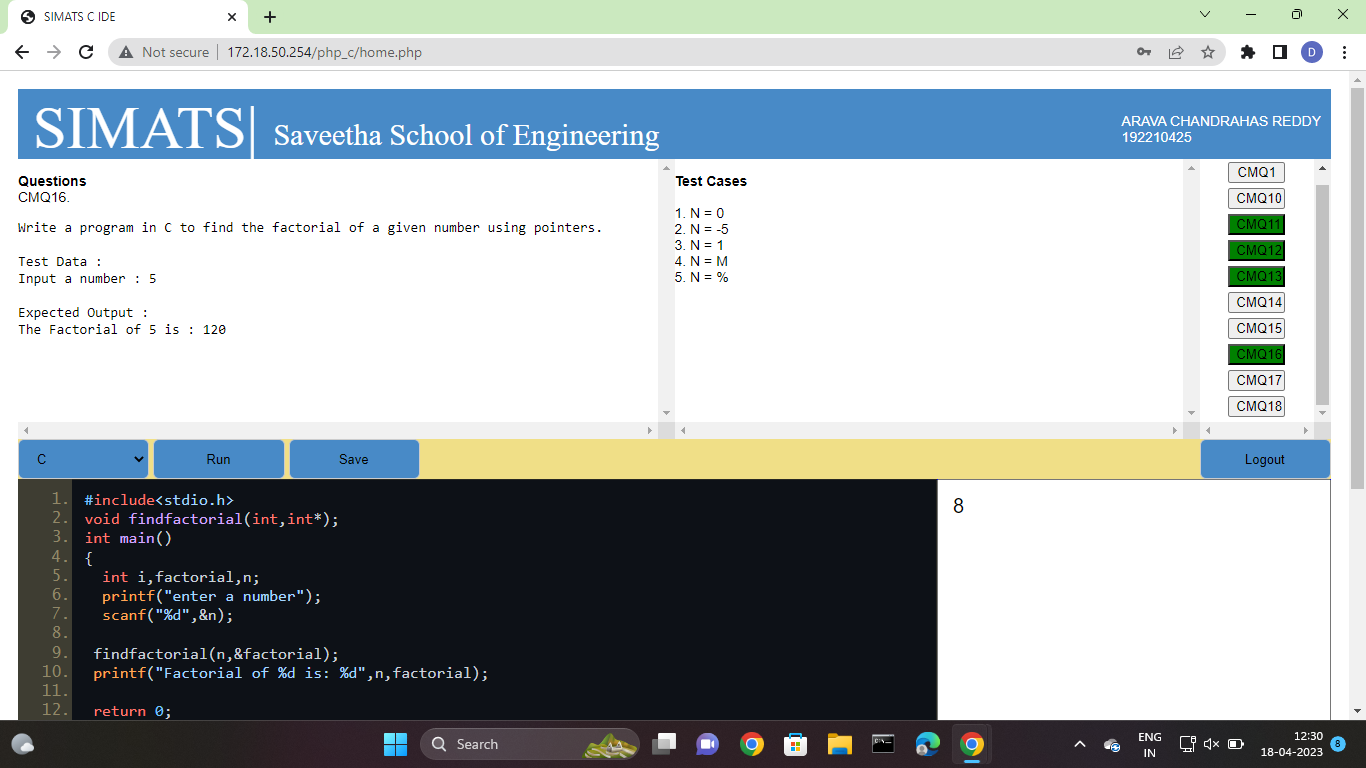 SIMATS C IDE
Not secure
172.18.50.254/php_c/home.php
D
SIMATS|
Saveetha School of Engineering
ARAVA CHANDRAHAS REDDY
192210425
Questions
CMQ16.
Write a program in C to find the factorial of a given number using pointers.
Test Data :
Input a number : 5
Expected Output :
The Factorial of 5 is : 120
Test Cases
1. N = 0
2. N = -5
3. N = 1
4. N = M
5. N = %
CMQ1
CMQ10
CMQ11
CMQ12
CMQ13
CMQ14
CMQ15
CMQ16
CMQ17
CMQ18
C
Run
Save
Logout
1. #include<stdio.h>
2. void findfactorial(int,int*);
3. int main()
4. {
5. int i,factorial,n;
6. printf("enter a number");
7. scanf("%d",&n);
8.
9. findfactorial(n,&factorial);
10. printf("Factorial of %d is: %d",n,factorial);
11.
12. return 0;
8
Search
ENG
IN
12:30
18-04-2023
8